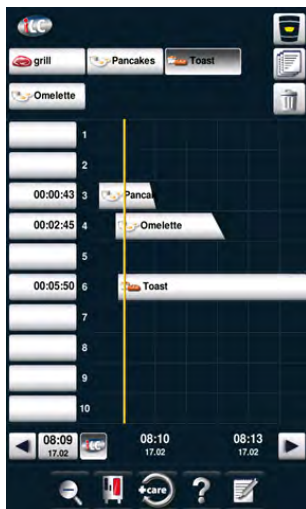 iLC
grill Pancakes Toast
Omelette
1
2
00:00:43 3 Pancak
00:02:45 4 Omelette
5
00:05:50 6 Toast
7
8
9
10
08:09 iLC 08:10 08:13
17.02 17.02 17.02
care ?